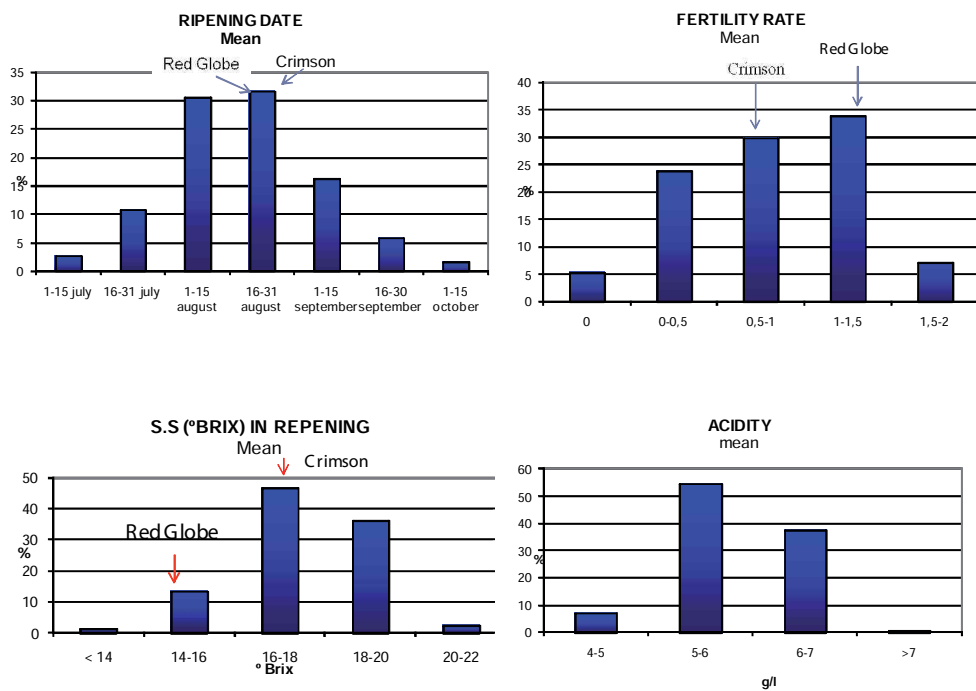 RIPENING DATE
Mean
Red Globe
Crimson
35
30
25
20
15
10
5
0
%
1-15 july
16-31 july
1-15
august
16-31
august
1-15
september
16-30
september
1-15
october
FERTILITY RATE
Mean
Red Globe
Crimson
40
35
30
25
20
15
10
5
0
%
0
0-0,5
0,5-1
1-1,5
1,5-2
S.S (ºBRIX) IN REPENING
Mean
Crimson
Red Globe
50
40
30
20
10
0
%
< 14
14-16
16-18
18-20
20-22
º Brix
ACIDITY
mean
60
50
40
30
20
10
0
%
4-5
5-6
6-7
>7
g/l